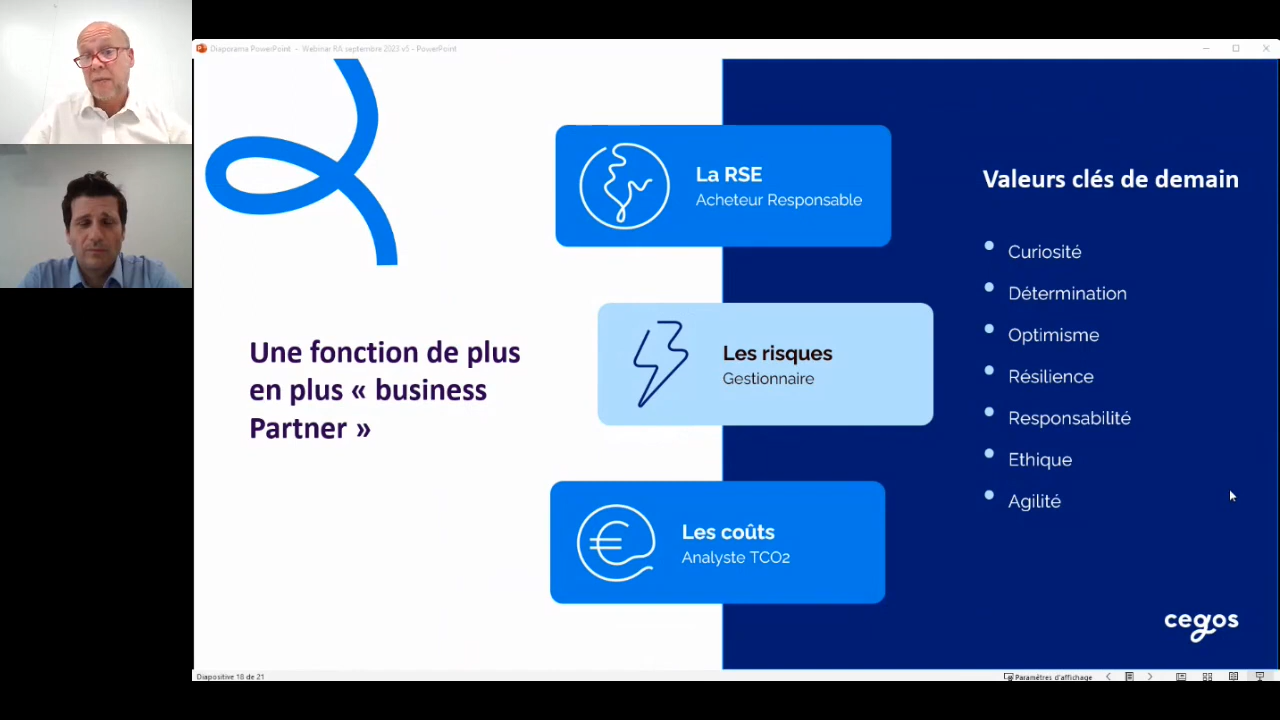 Diaporama PowerPoint - Webinar RA septembre 2023 v5 - PowerPoint
La RSE
Acheteur Responsable
Une fonction de plus
en plus « business
Partner »
Les risques
Gestionnaire
Les coûts
Analyste TCO2
Valeurs clés de demain
• Curiosité
• Détermination
• Optimisme
• Résilience
• Responsabilité
• Ethique
• Agilité
cegos
Diapositive 18 de 21
Paramètres d'affichage